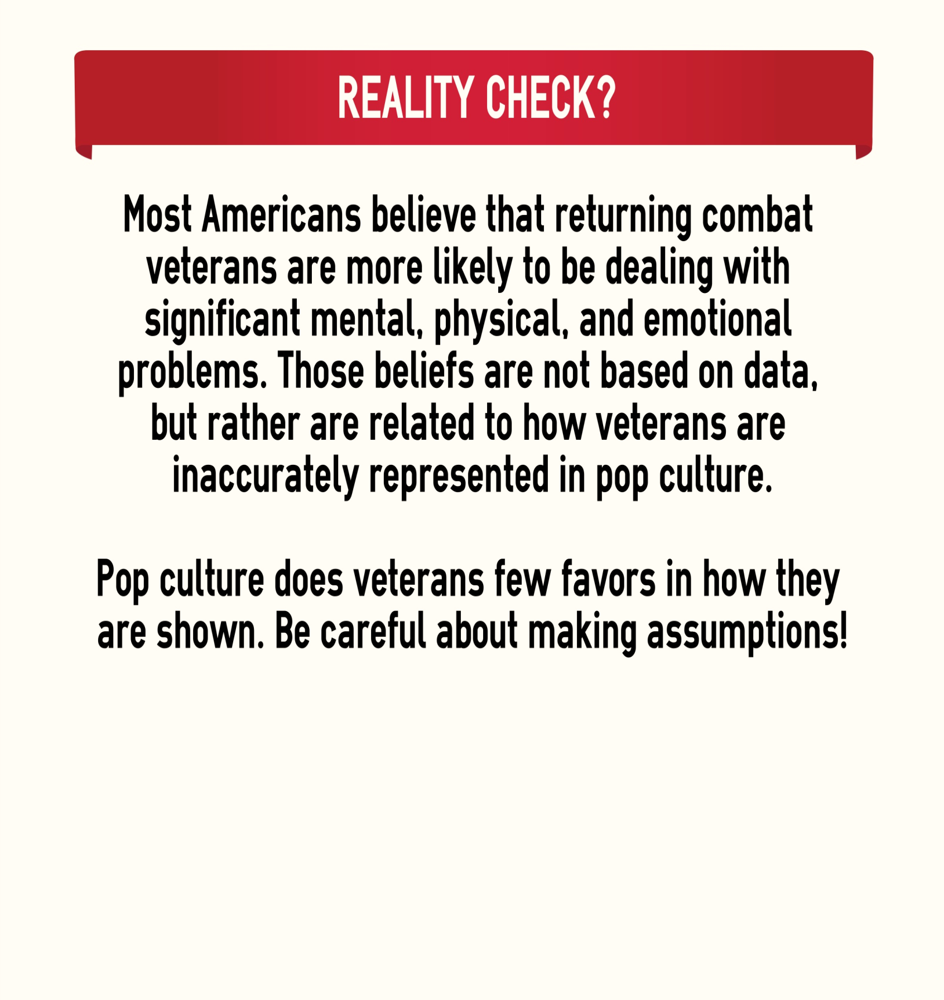 REALITY CHECK?
Most Americans believe that returning combat
veterans are more likely to be dealing with
significant mental, physical, and emotional
problems. Those beliefs are not based on data,
but rather are related to how veterans are
inaccurately represented in pop culture.
Pop culture does veterans few favors in how they
are shown. Be careful about making assumptions!